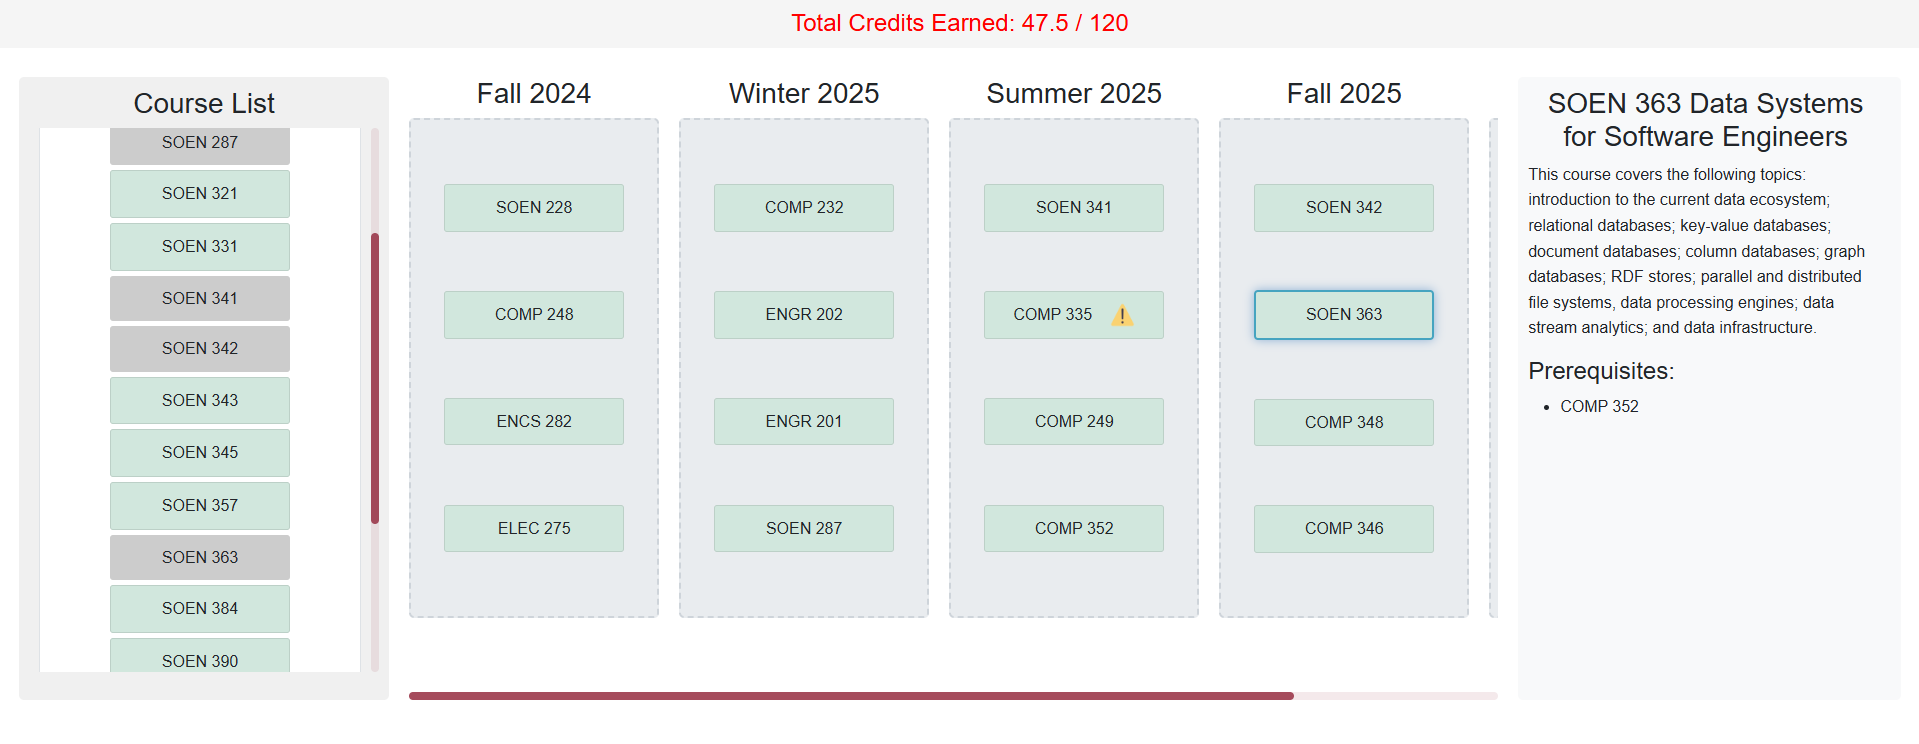 Total Credits Earned: 47.5 / 120
Course List
SOEN 287
SOEN 321
SOEN 331
SOEN 341
SOEN 342
SOEN 343
SOEN 345
SOEN 357
SOEN 363
SOEN 384
SOEN 390
Fall 2024
SOEN 228
COMP 248
ENCS 282
ELEC 275
Winter 2025
COMP 232
ENGR 202
ENGR 201
SOEN 287
Summer 2025
SOEN 341
COMP 335
COMP 249
COMP 352
Fall 2025
SOEN 342
SOEN 363
COMP 348
COMP 346
SOEN 363 Data Systems
for Software Engineers
This course covers the following topics:
introduction to the current data ecosystem;
relational databases; key-value databases;
document databases; column databases; graph
databases; RDF stores; parallel and distributed
file systems, data processing engines; data
stream analytics; and data infrastructure.
Prerequisites:
• COMP 352